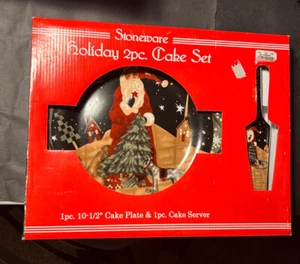 Stoneware
Holiday 2pc. Cake Set
1pc. 10-1/2" Cake Plate & 1pc. Cake Server